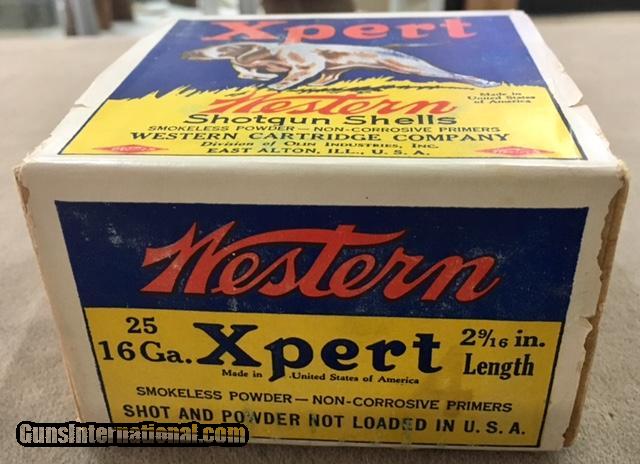 Xpert
Made in
United States
of America
Western
Shotgun Shells
SMOKELESS POWDER — NON-CORROSIVE PRIMERS
WESTERN CARTRIDGE COMPANY
Division of OLIN INDUSTRIES, INC.
EAST ALTON, ILL., U. S. A.
Western
25
16 Ga.
Xpert
2 9/16 in.
Length
Made in United States of America
SMOKELESS POWDER — NON-CORROSIVE PRIMERS
SHOT AND POWDER NOT LOADED IN U. S. A.
GunsInternational.com